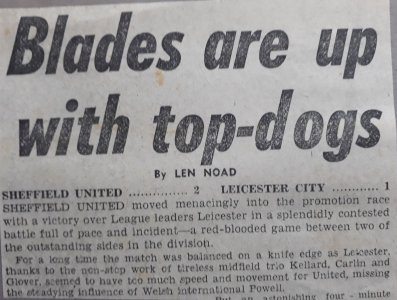 Blades are up
with top-dogs
By LEN NOAD
SHEFFIELD UNITED .............. 2 LEICESTER CITY ............ 1
SHEFFIELD UNITED moved menacingly into the promotion race
with a victory over League leaders Leicester in a splendidly contested
battle full of pace and incident—a red-blooded game between two of
the outstanding sides in the division.
For a long time the match was balanced on a knife edge as Leicester,
thanks to the non-stop work of tireless midfield trio Kellard, Carlin and
Glover, seemed to have too much speed and movement for United, missing
the steadying influence of Welsh international Powell.
But an astonishing four-minute